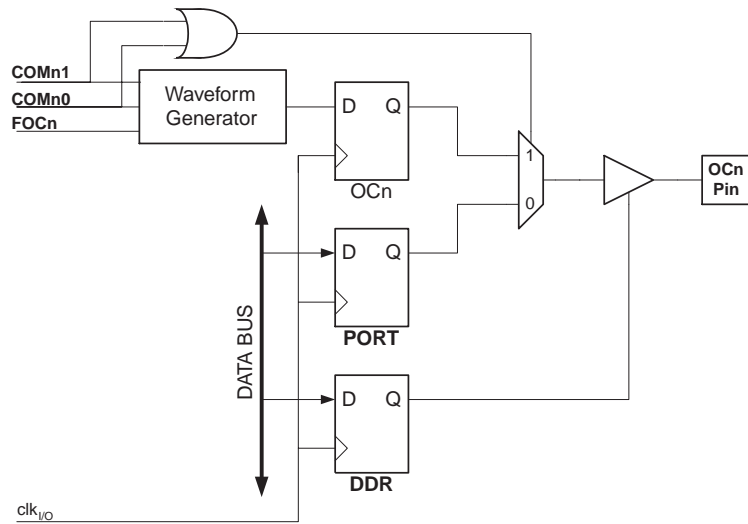 COMn1
COMn0
FOCn
Waveform
Generator
D Q
OCn
1
0
OCn
Pin
D Q
PORT
D Q
DDR
DATA BUS
clkI/O